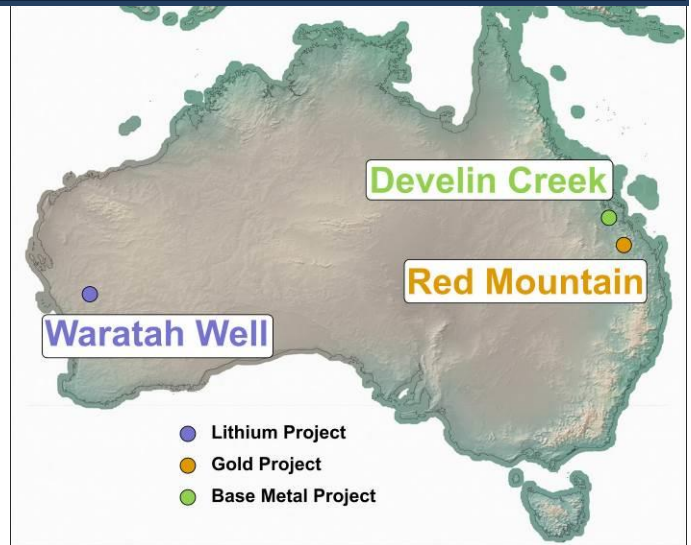 Develin Creek
Red Mountain
Waratah Well
Lithium Project
Gold Project
Base Metal Project